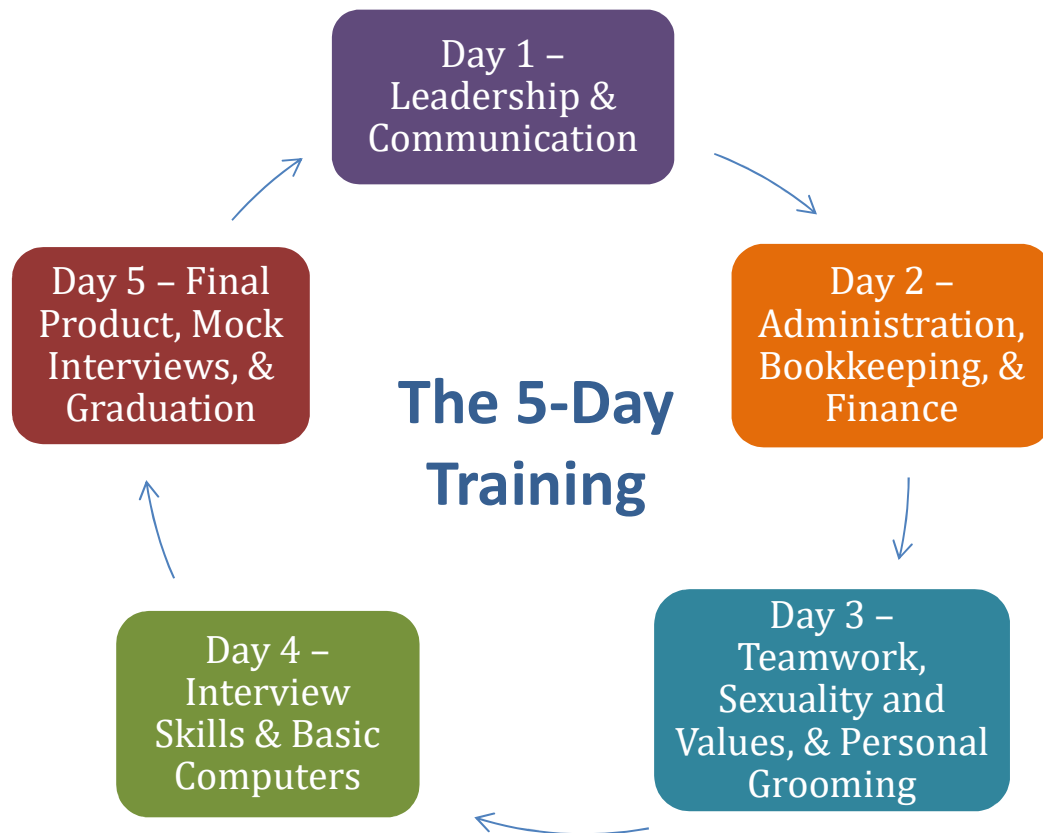 Day 1 –
Leadership &
Communication
Day 2 –
Administration,
Bookkeeping, &
Finance
Day 3 –
Teamwork,
Sexuality and
Values, & Personal
Grooming
Day 4 –
Interview
Skills & Basic
Computers
Day 5 – Final
Product, Mock
Interviews, &
Graduation
The 5-Day
Training